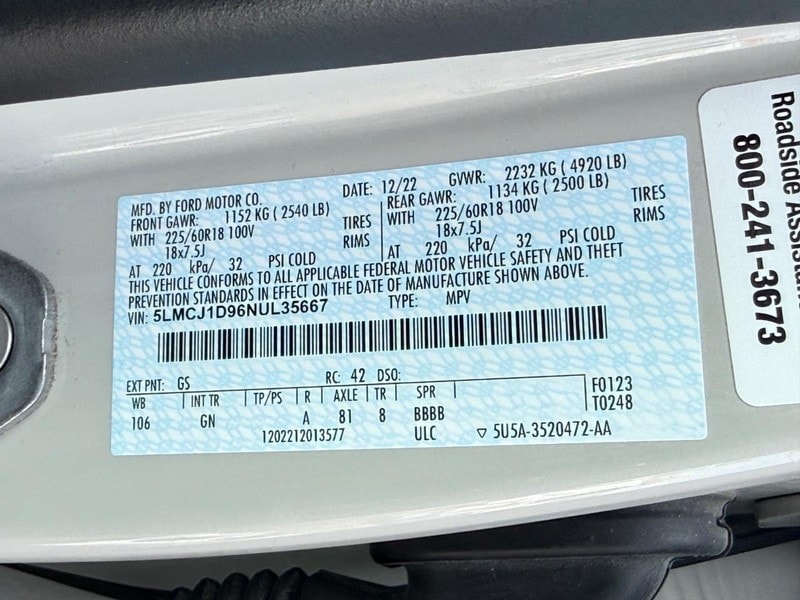 MFD. BY FORD MOTOR CO. DATE: 12/22 GVWR: 2232 KG ( 4920 LB)
FRONT GAWR: 1152 KG ( 2540 LB) REAR GAWR: 1134 KG ( 2500 LB)
WITH 225/60R18 100V TIRES WITH 225/60R18 100V TIRES
18x7.5J RIMS 18x7.5J RIMS
AT 220 kPa/ 32 PSI COLD AT 220 kPa/ 32 PSI COLD
THIS VEHICLE CONFORMS TO ALL APPLICABLE FEDERAL MOTOR VEHICLE SAFETY AND THEFT
PREVENTION STANDARDS IN EFFECT ON THE DATE OF MANUFACTURE SHOWN ABOVE.
VIN: 5LMCJ1D96NUL35667 TYPE: MPV
EXT PNT: GS RC: 42 DSO:
WB INT TR TP/PS R AXLE TR SPR F0123
106 GN A 81 8 BBBB T0248
1202212013577 ULC ▽ 5U5A-3520472-AA
Roadside
800-241-3673